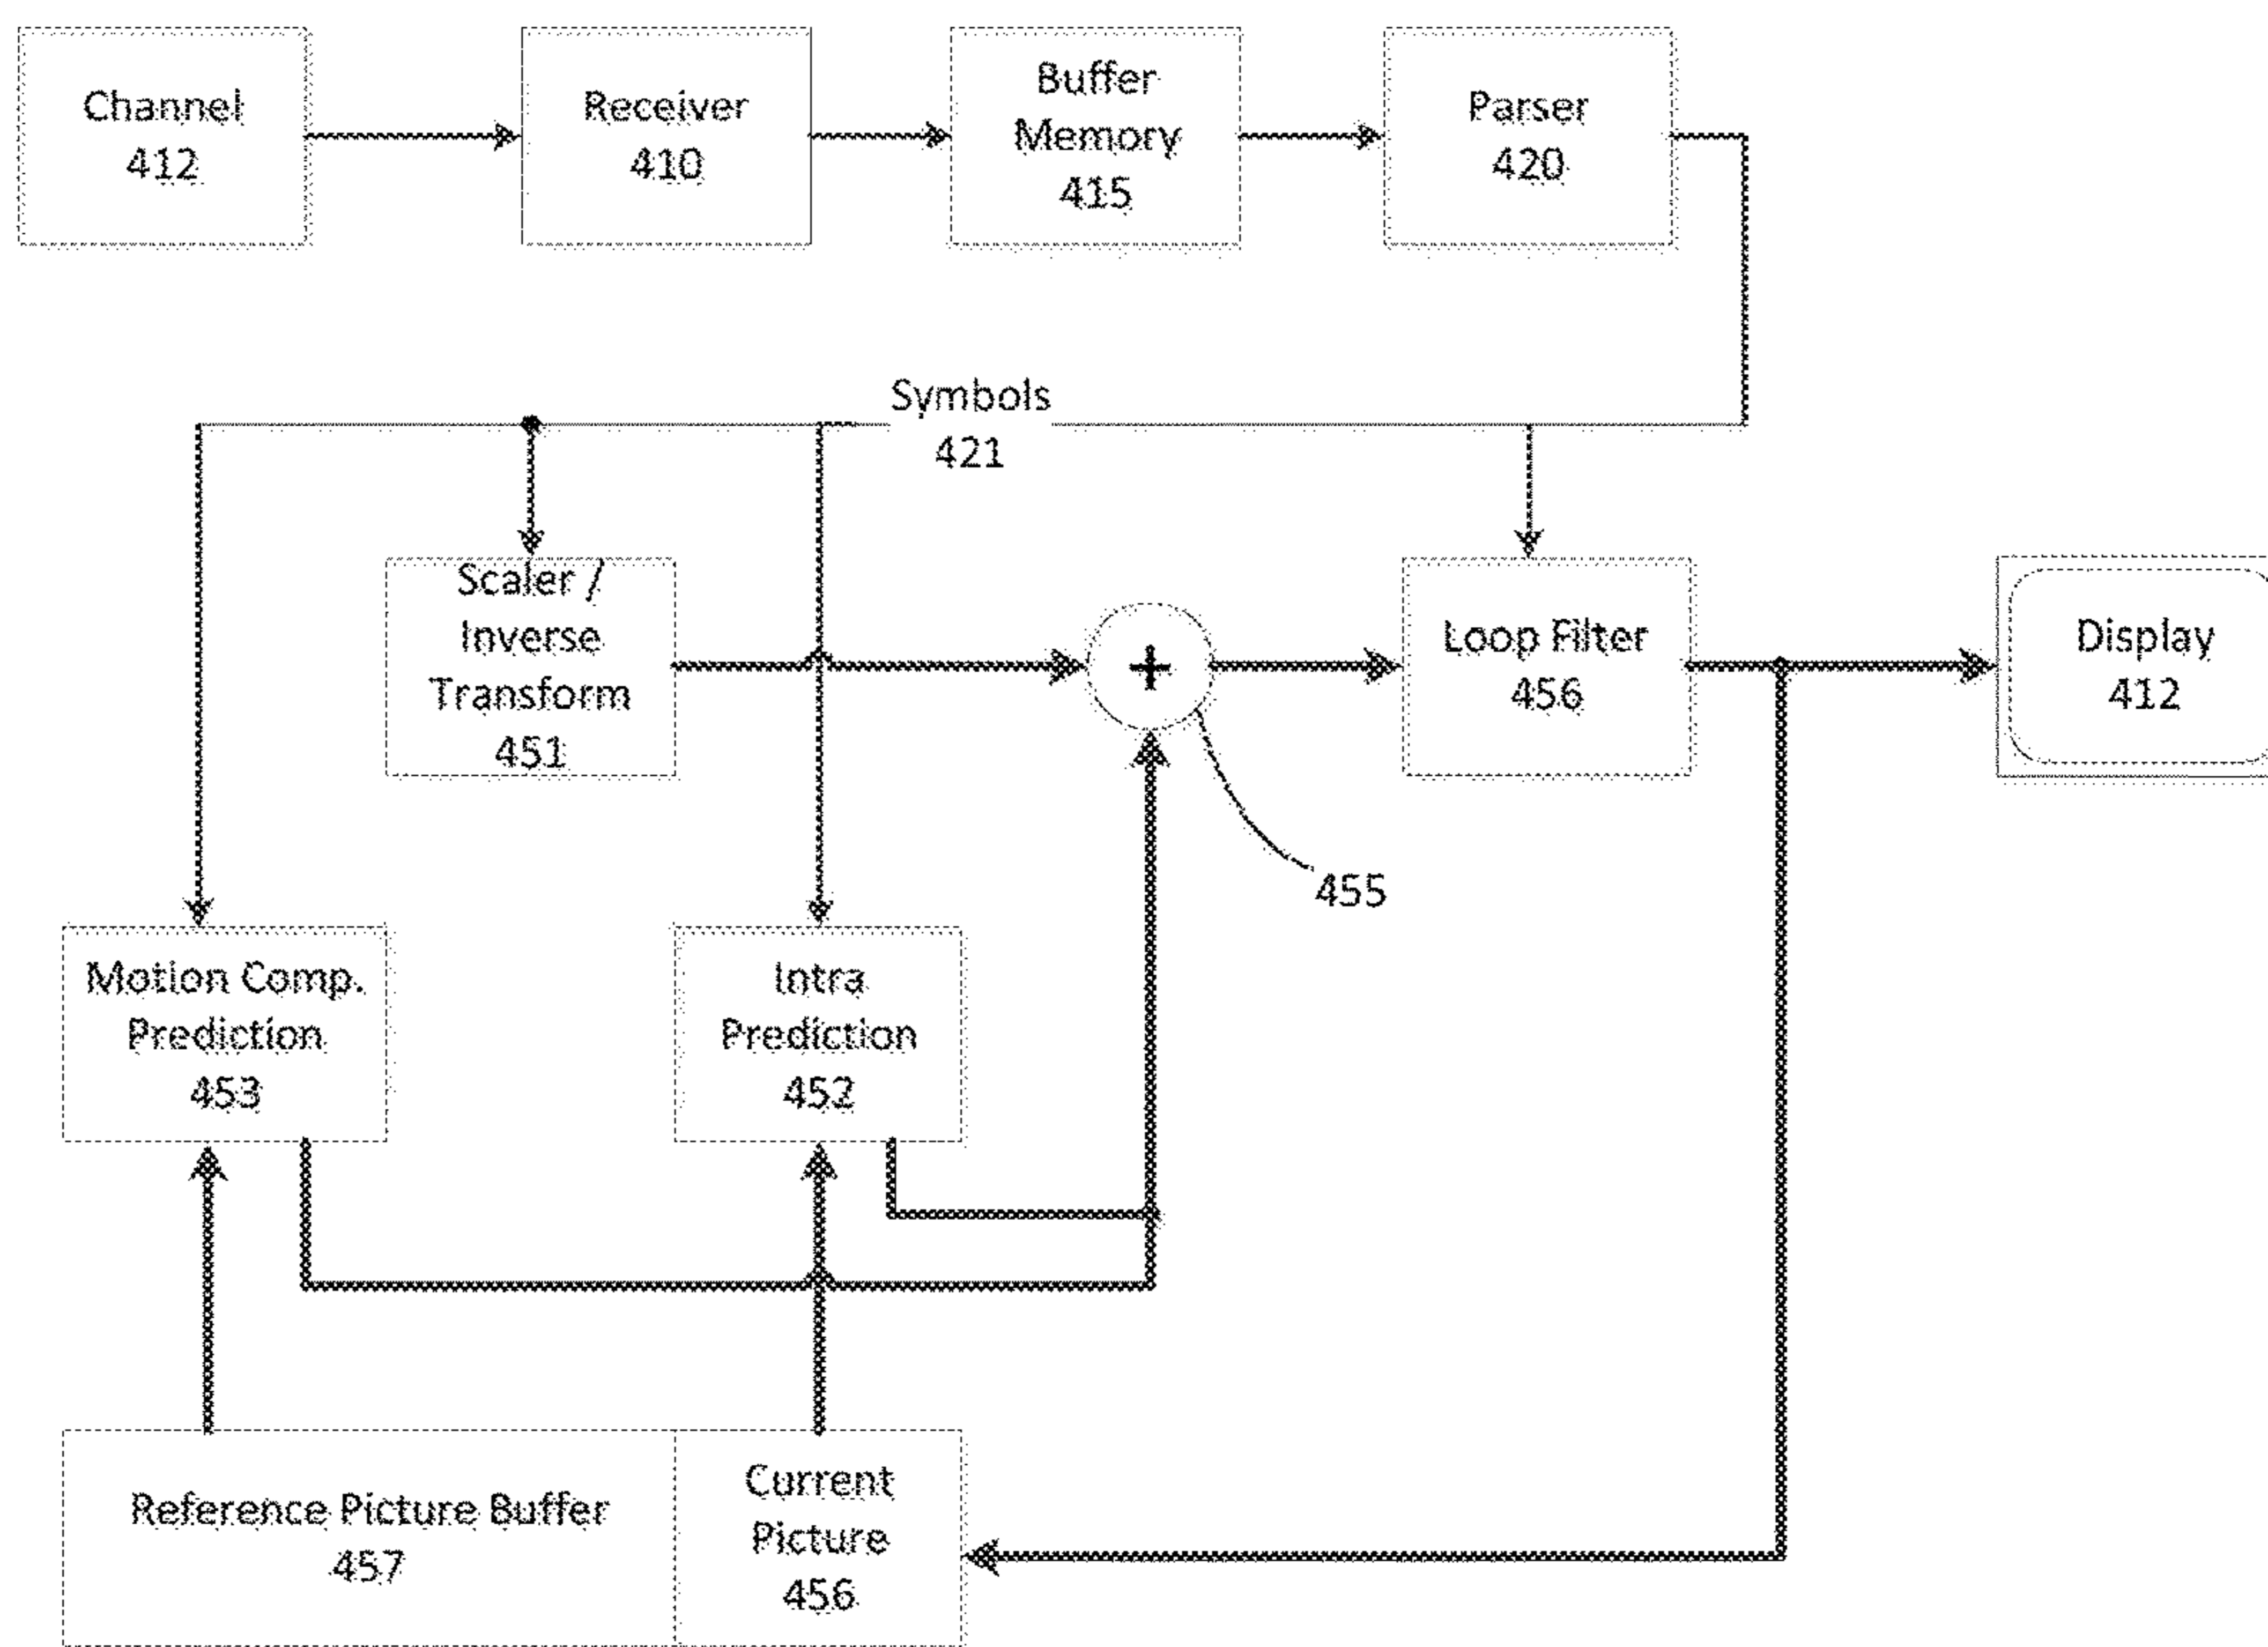 Channel
412
Receiver
410
Buffer
Memory
415
Parser
420
Symbols
421
Scaler /
Inverse
Transform
451
+
Loop Filter
456
Display
412
455
Motion Comp.
Prediction
453
Intra
Prediction
452
Reference Picture Buffer
457
Current
Picture
456